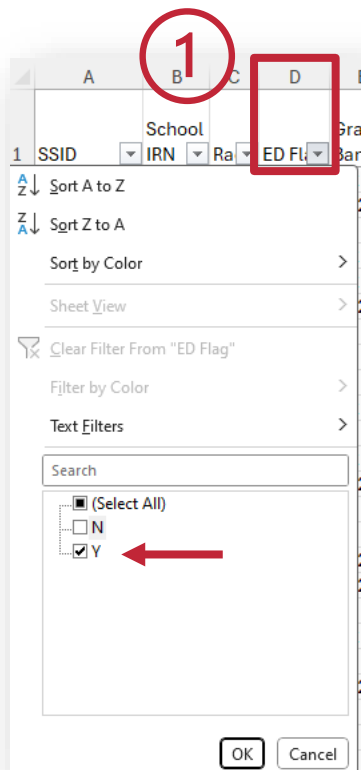 1
A B C D
School Gra
1 SSID IRN Ra ED Fla Ban
Sort A to Z
Sort Z to A
Sort by Color
Sheet View
Clear Filter From "ED Flag"
Filter by Color
Text Filters
Search
(Select All)
N
Y
OK Cancel